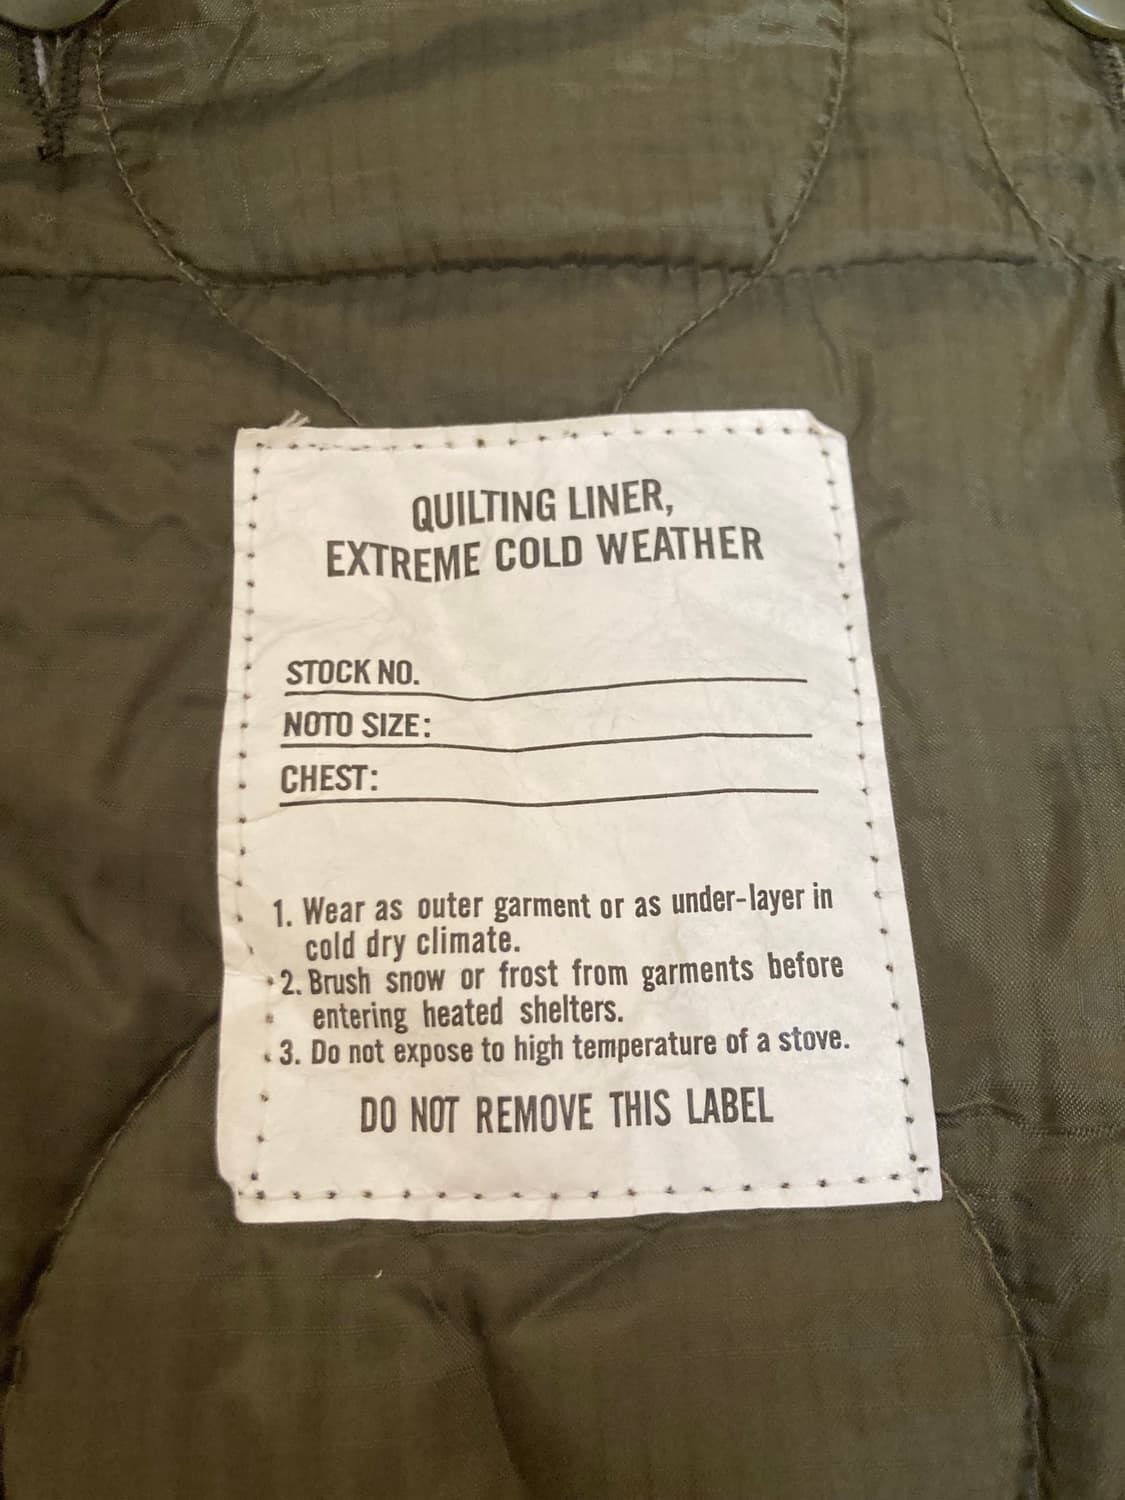 QUILTING LINER,
EXTREME COLD WEATHER
STOCK NO.
NOTO SIZE:
CHEST:
1. Wear as outer garment or as under-layer in
cold dry climate.
2. Brush snow or frost from garments before
entering heated shelters.
3. Do not expose to high temperature of a stove.
DO NOT REMOVE THIS LABEL